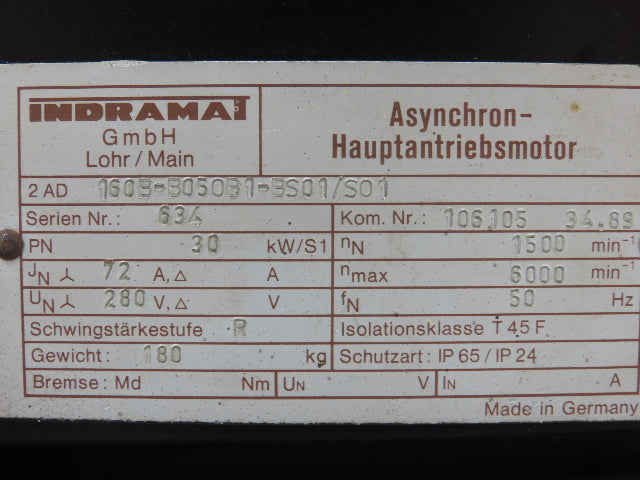 INDRAMAT
GmbH
Lohr/Main
Asynchron-
Hauptantriebsmotor
2 AD 160B-B050B1-BS01/S01
Serien Nr.: 634 Kom. Nr.: 106105 34.89
PN 30 kW/S1 nN 1500 min⁻¹
JN ⅄ 72 A, △ A nmax 6000 min⁻¹
UN ⅄ 280 V, △ V fN 50 Hz
Schwingstärkestufe R Isolationsklasse T 45 F
Gewicht: 180 kg Schutzart: IP 65 / IP 24
Bremse: Md Nm UN V IN A
Made in Germany